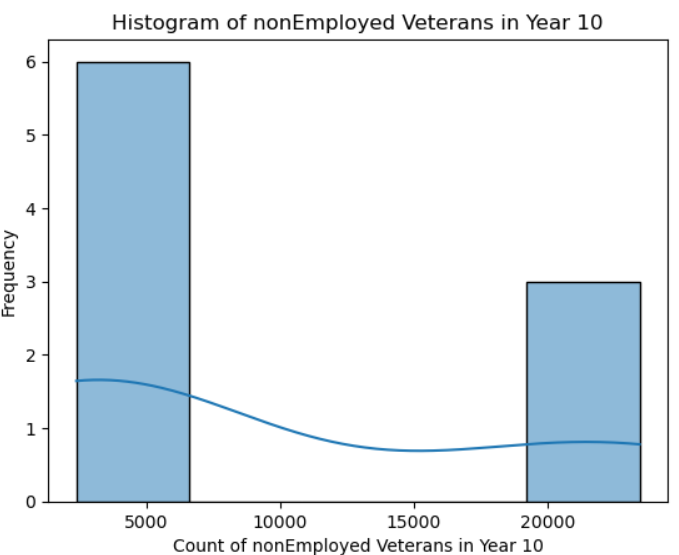 Histogram of nonEmployed Veterans in Year 10
6
5
4
3
2
1
0
Frequency
5000 10000 15000 20000
Count of nonEmployed Veterans in Year 10